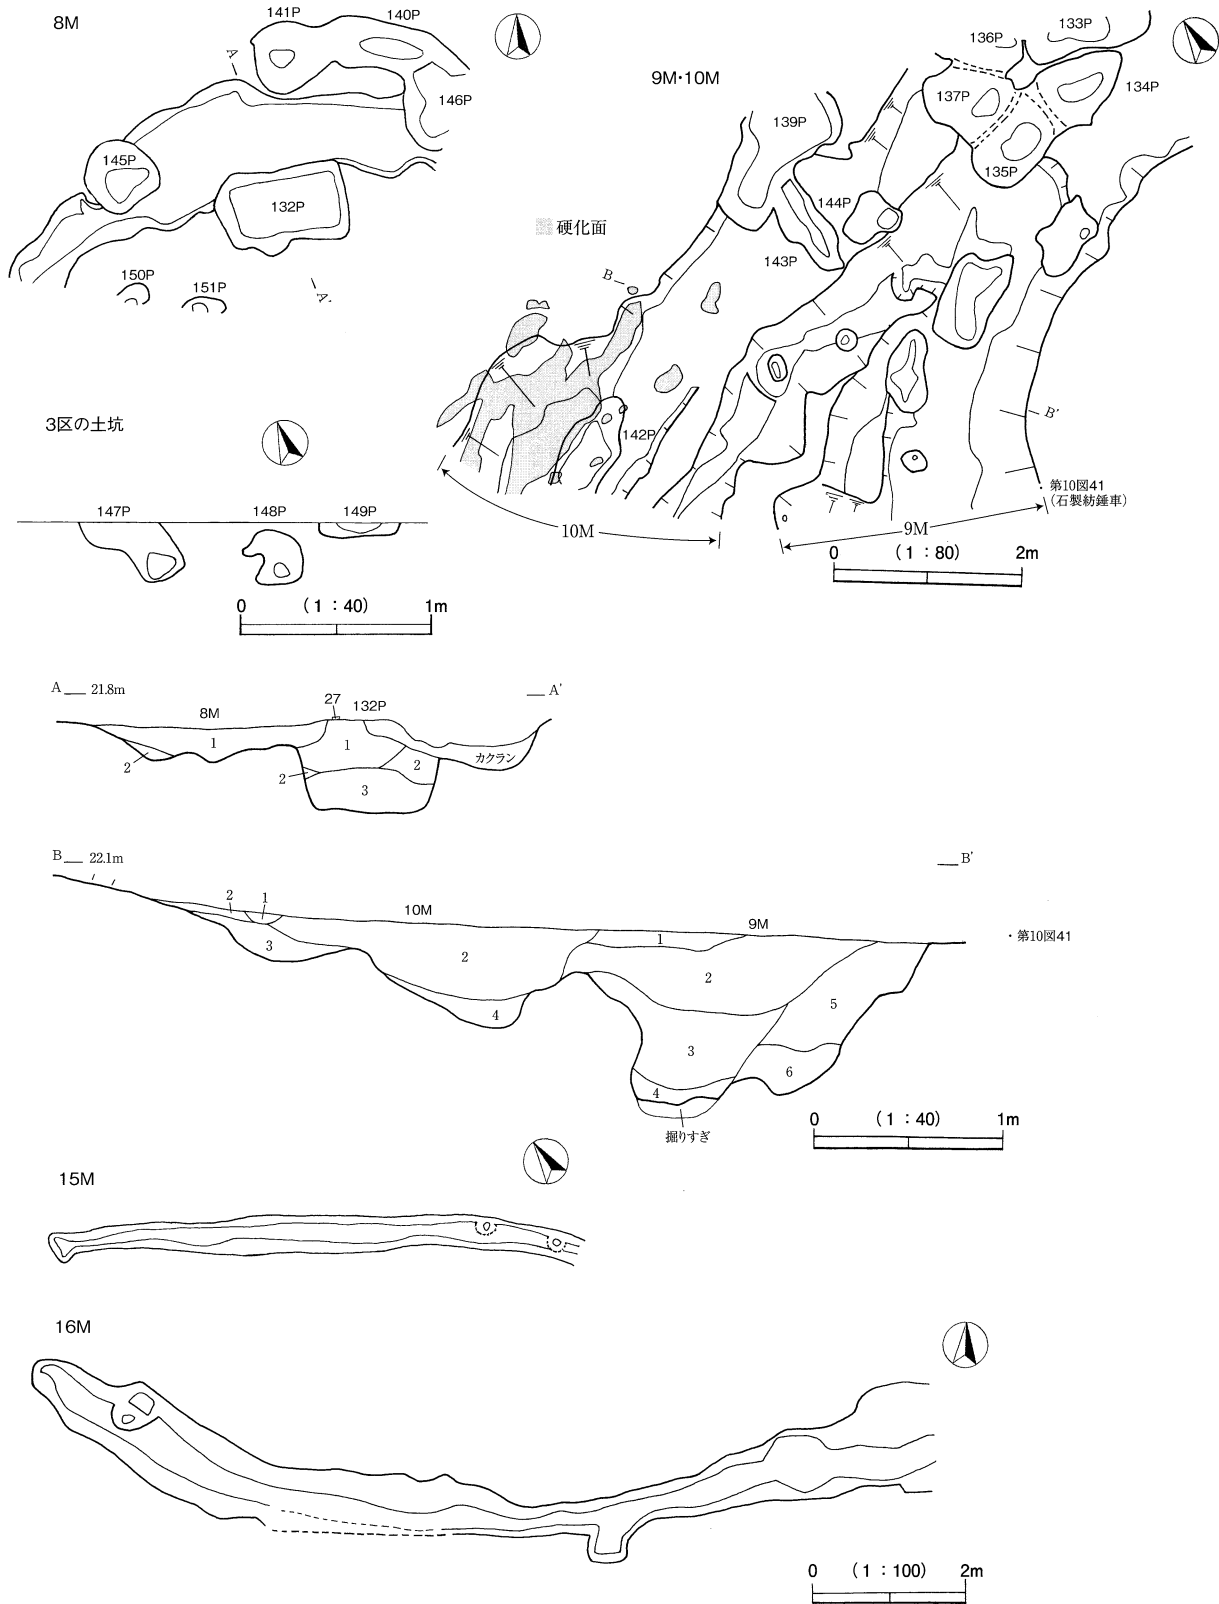 8M
141P
140P
A
146P
145P
132P
150P
151P
A'
9M・10M
136P
133P
137P
134P
139P
135P
144P
硬化面
143P
B
142P
B'
第10図41
(石製紡錘車)
10M
9M
0 (1:80) 2m
3区の土坑
147P
148P
149P
0 (1:40) 1m
A 21.8m
A'
27
8M
132P
1
1
2
2
2
3
カクラン
B 22.1m
B'
2
1
10M
9M
・第10図41
3
2
1
2
4
5
3
6
4
掘りすぎ
0 (1:40) 1m
15M
16M
0 (1:100) 2m